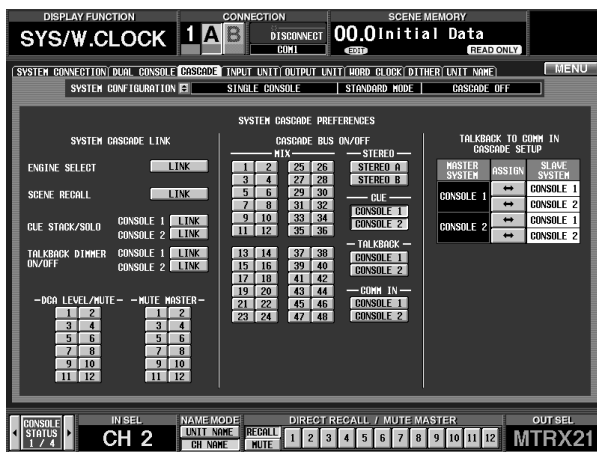 DISPLAY FUNCTION CONNECTION SCENE MEMORY
SYS/W.CLOCK 1 A B DISCONNECT COM1 00.0 Initial Data
EDIT READ ONLY
SYSTEM CONNECTION DUAL CONSOLE CASCADE INPUT UNIT OUTPUT UNIT WORD CLOCK DITHER UNIT NAME MENU
SYSTEM CONFIGURATION SINGLE CONSOLE STANDARD MODE CASCADE OFF
SYSTEM CASCADE PREFERENCES
SYSTEM CASCADE LINK
ENGINE SELECT LINK
SCENE RECALL LINK
CUE STACK/SOLO CONSOLE 1 LINK
CONSOLE 2 LINK
TALKBACK DIMMER ON/OFF CONSOLE 1 LINK
CONSOLE 2 LINK
DCA LEVEL/MUTE MUTE MASTER
1 2 1 2
3 4 3 4
5 6 5 6
7 8 7 8
9 10 9 10
11 12 11 12
CASCADE BUS ON/OFF
MIX
1 2 25 26
3 4 27 28
5 6 29 30
7 8 31 32
9 10 33 34
11 12 35 36
13 14 37 38
15 16 39 40
17 18 41 42
19 20 43 44
21 22 45 46
23 24 47 48
STEREO
STEREO A
STEREO B
CUE
CONSOLE 1
CONSOLE 2
TALKBACK
CONSOLE 1
CONSOLE 2
COMM IN
CONSOLE 1
CONSOLE 2
TALKBACK TO COMM IN
CASCADE SETUP
MASTER SYSTEM ASSIGN SLAVE SYSTEM
CONSOLE 1 ↔ CONSOLE 1
↔ CONSOLE 2
CONSOLE 2 ↔ CONSOLE 1
↔ CONSOLE 2
CONSOLE STATUS 1 / 4
IN SEL
CH 2
NAME MODE
UNIT NAME
CH NAME
DIRECT RECALL / MUTE MASTER
RECALL
MUTE
1 2 3 4 5 6 7 8 9 10 11 12
OUT SEL
MTRX21